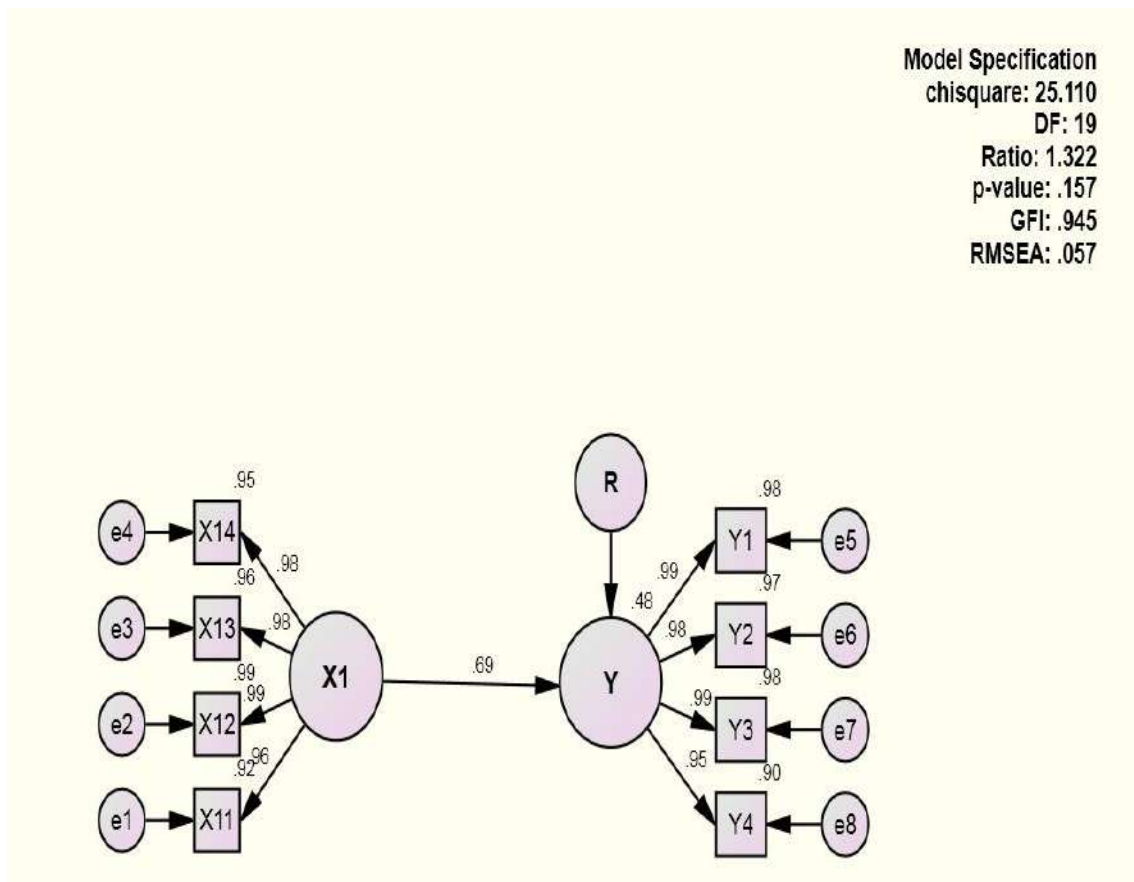 Model Specification
chisquare: 25.110
DF: 19
Ratio: 1.322
p-value: .157
GFI: .945
RMSEA: .057
R
.95
.98
e4
X14
Y1
e5
.98
.99
.96
.97
.48
e3
X13
.98
.98
Y2
e6
.99
X1
.69
Y
.98
.99
.99
e2
X12
Y3
e7
.96
.92
.95
.90
e1
X11
Y4
e8